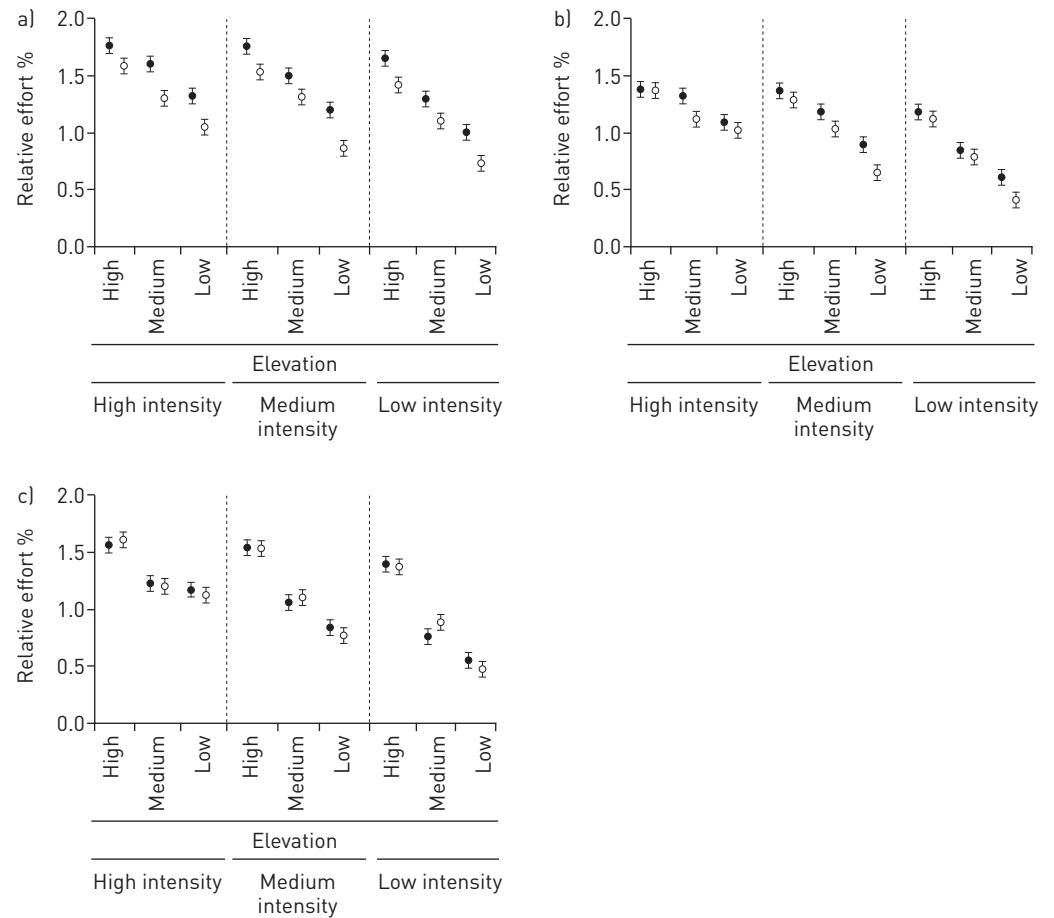 a)
Relative effort %
2.0
1.5
1.0
0.5
0.0
High
Medium
Low
High
Medium
Low
High
Medium
Low
Elevation
High intensity
Medium
intensity
Low intensity
b)
Relative effort %
2.0
1.5
1.0
0.5
0.0
High
Medium
Low
High
Medium
Low
High
Medium
Low
Elevation
High intensity
Medium
intensity
Low intensity
c)
Relative effort %
2.0
1.5
1.0
0.5
0.0
High
Medium
Low
High
Medium
Low
High
Medium
Low
Elevation
High intensity
Medium
intensity
Low intensity